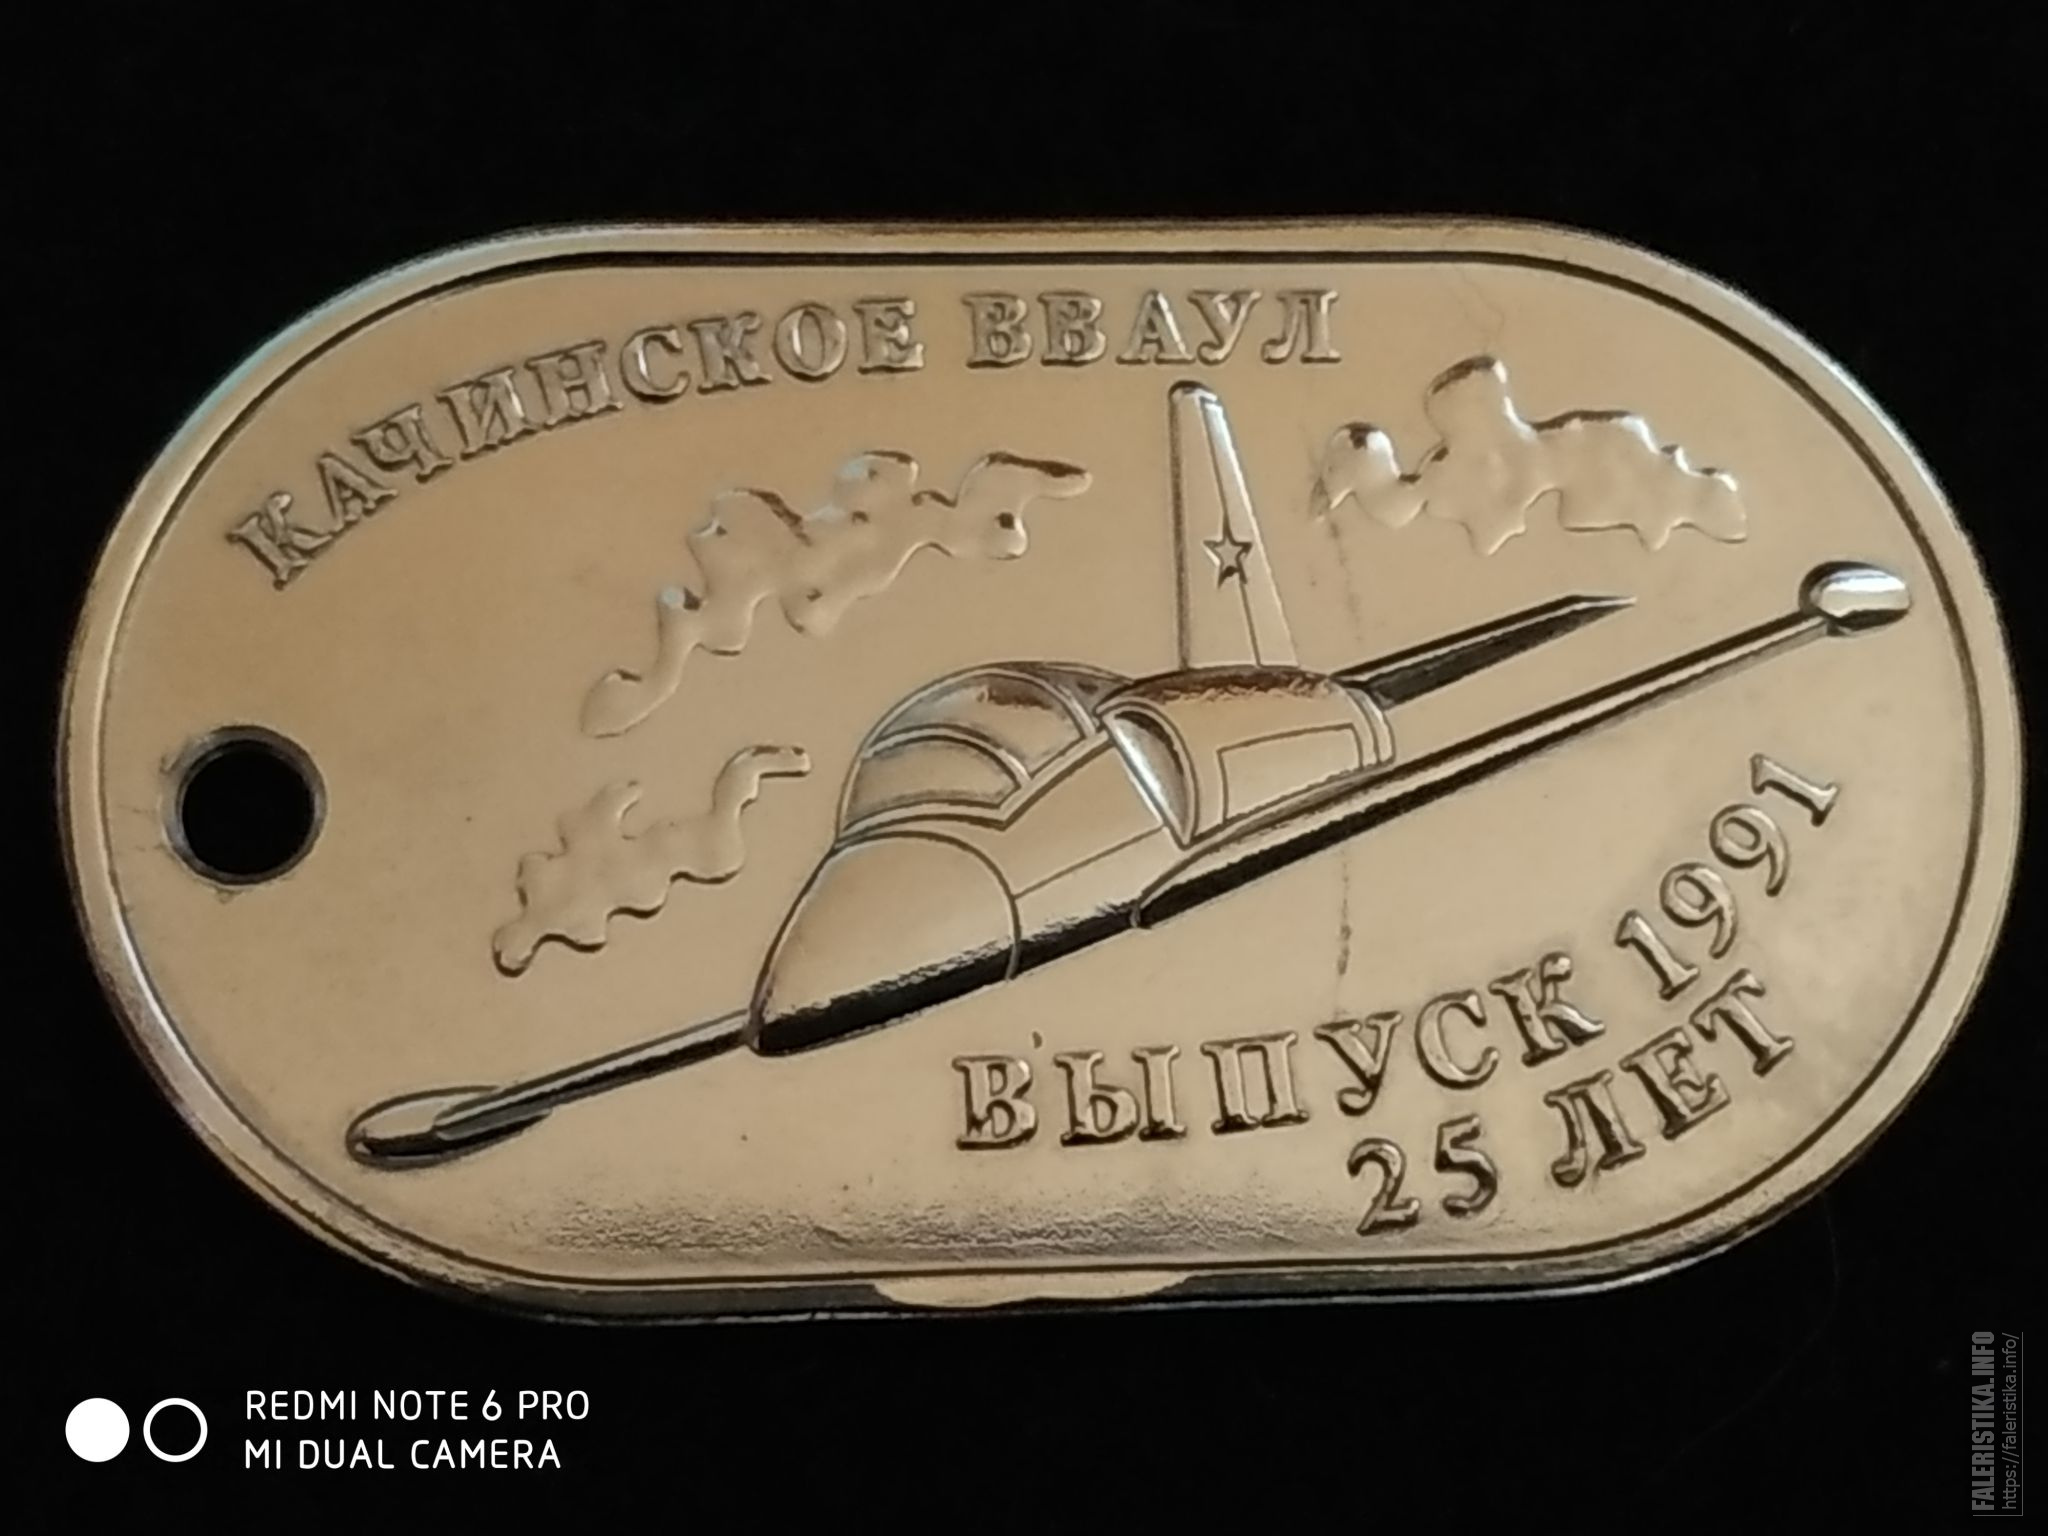 КАЧИНСКОЕ ВВАУЛ
ВЫПУСК 1991
25 ЛЕТ
REDMI NOTE 6 PRO
MI DUAL CAMERA
FALERISTIKA.INFO
https://faleristika.info/